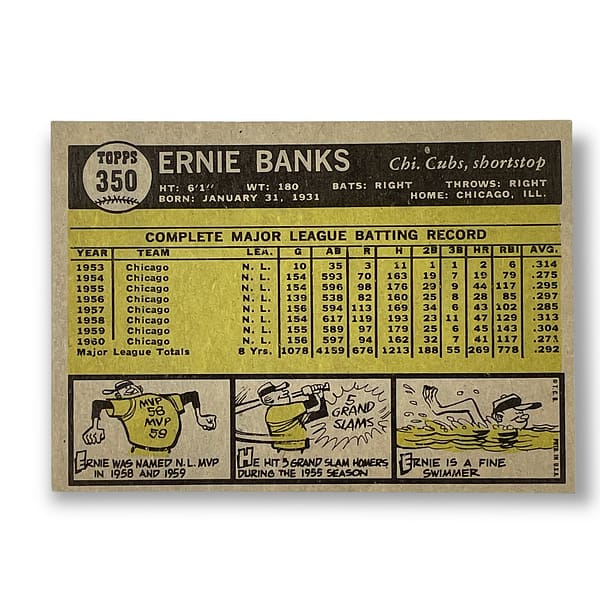 TOPPS
350
ERNIE BANKS Chi. Cubs, shortstop
HT: 6'1" WT: 180 BATS: RIGHT THROWS: RIGHT
BORN: JANUARY 31, 1931 HOME: CHICAGO, ILL.
COMPLETE MAJOR LEAGUE BATTING RECORD
YEAR TEAM LEA. G AB R H 2B 3B HR RBI AVG.
1953 Chicago N. L. 10 35 3 11 1 1 2 6 .314
1954 Chicago N. L. 154 593 70 163 19 7 19 79 .275
1955 Chicago N. L. 154 596 98 176 29 9 44 117 .295
1956 Chicago N. L. 139 538 82 160 25 8 28 85 .297
1957 Chicago N. L. 156 594 113 169 34 6 43 102 .285
1958 Chicago N. L. 154 617 119 193 23 11 47 129 .313
1959 Chicago N. L. 155 589 97 179 25 6 45 143 .304
1960 Chicago N. L. 156 597 94 162 32 7 41 117 .271
Major League Totals 8 Yrs. 1078 4159 676 1213 188 55 269 778 .292
MVP
58
MVP
59
ERNIE WAS NAMED N.L. MVP
IN 1958 AND 1959
5
GRAND
SLAMS
HE HIT 5 GRAND SLAM HOMERS
DURING THE 1955 SEASON
ERNIE IS A FINE
SWIMMER
© T.C.G.
PRTD. IN U.S.A.